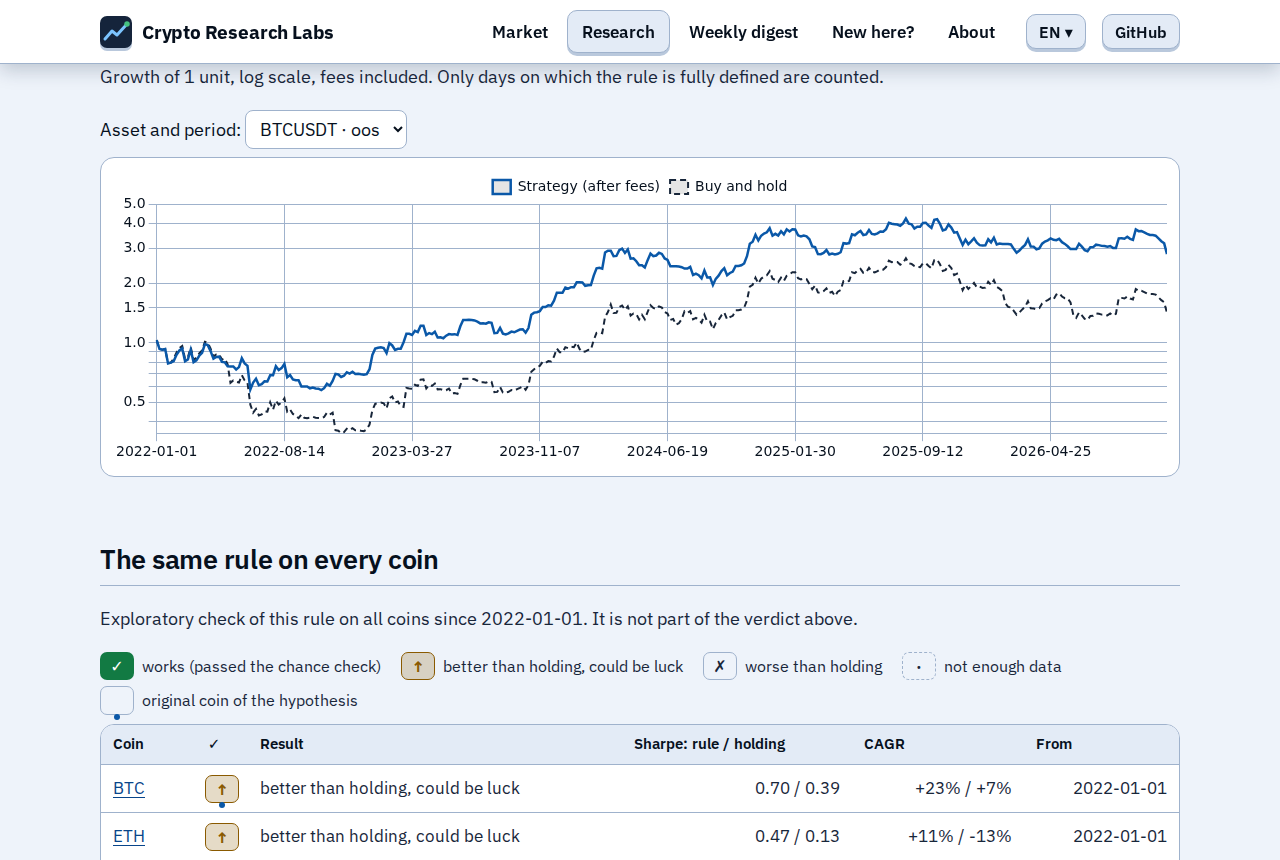 Crypto Research Labs
Market
Research
Weekly digest
New here?
About
EN ▾
GitHub
Growth of 1 unit, log scale, fees included. Only days on which the rule is fully defined are counted.
Asset and period: BTCUSDT · oos
Strategy (after fees) Buy and hold
5.0
4.0
3.0
2.0
1.5
1.0
0.5
2022-01-01 2022-08-14 2023-03-27 2023-11-07 2024-06-19 2025-01-30 2025-09-12 2026-04-25
The same rule on every coin
Exploratory check of this rule on all coins since 2022-01-01. It is not part of the verdict above.
✓ works (passed the chance check) ↑ better than holding, could be luck ✗ worse than holding · not enough data
original coin of the hypothesis
Coin ✓ Result Sharpe: rule / holding CAGR From
BTC ↑ better than holding, could be luck 0.70 / 0.39 +23% / +7% 2022-01-01
ETH ↑ better than holding, could be luck 0.47 / 0.13 +11% / -13% 2022-01-01